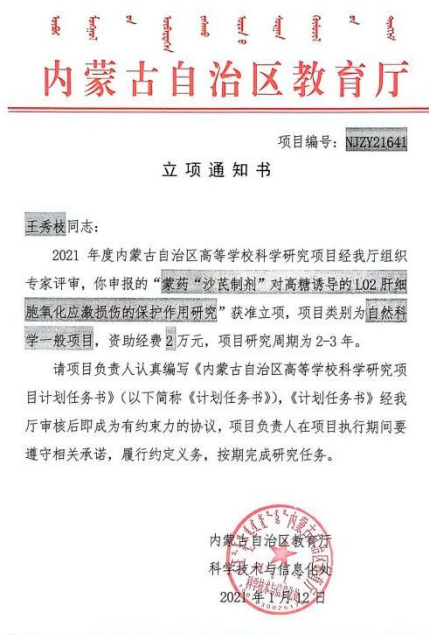 内蒙古自治区教育厅
项目编号：NJZY21641
立项通知书
王秀枝同志：
2021 年度内蒙古自治区高等学校科学研究项目经我厅组织
专家评审，你申报的“蒙药“沙芪制剂”对高糖诱导的L02肝细
胞氧化应激损伤的保护作用研究”获准立项，项目类别为自然科
学一般项目，资助经费2万元，项目研究周期为2-3 年。
请项目负责人认真编写《内蒙古自治区高等学校科学研究项
目计划任务书》（以下简称《计划任务书》），《计划任务书》经我
厅审核后即成为有约束力的协议，项目负责人在项目执行期间要
遵守相关承诺，履行约定义务，按期完成研究任务。
内蒙古自治区教育厅
科学技术与信息化处
2021 年 1 月 12 日